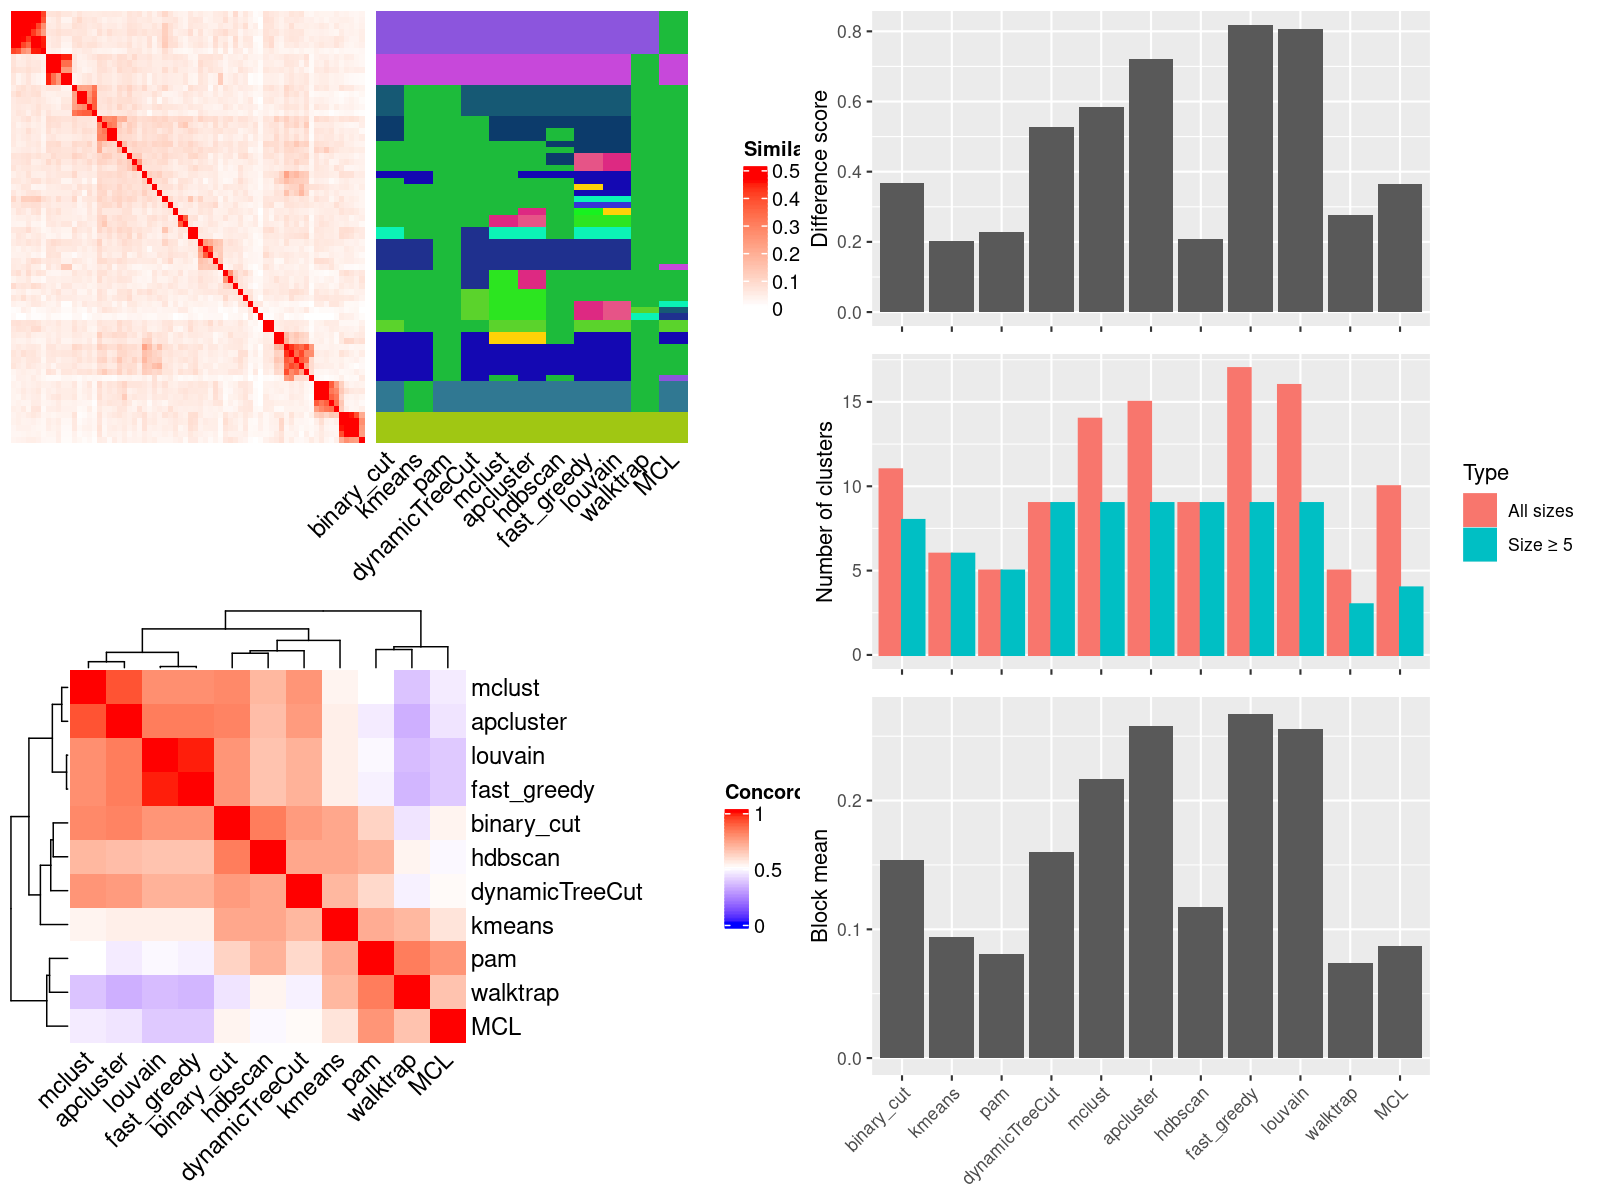 Simila
0.5
0.4
0.3
0.2
0.1
0
binary_cut
kmeans
pam
dynamicTreeCut
mclust
apcluster
hdbscan
fast_greedy
louvain
walktrap
MCL
Difference score
0.8
0.6
0.4
0.2
0.0
Number of clusters
15
10
5
0
Type
All sizes
Size ≥ 5
mclust
apcluster
louvain
fast_greedy
binary_cut
hdbscan
dynamicTreeCut
kmeans
pam
walktrap
MCL
mclust
apcluster
louvain
fast_greedy
binary_cut
hdbscan
dynamicTreeCut
kmeans
pam
walktrap
MCL
Concord
1
0.5
0
Block mean
0.2
0.1
0.0
binary_cut
kmeans
pam
dynamicTreeCut
mclust
apcluster
hdbscan
fast_greedy
louvain
walktrap
MCL